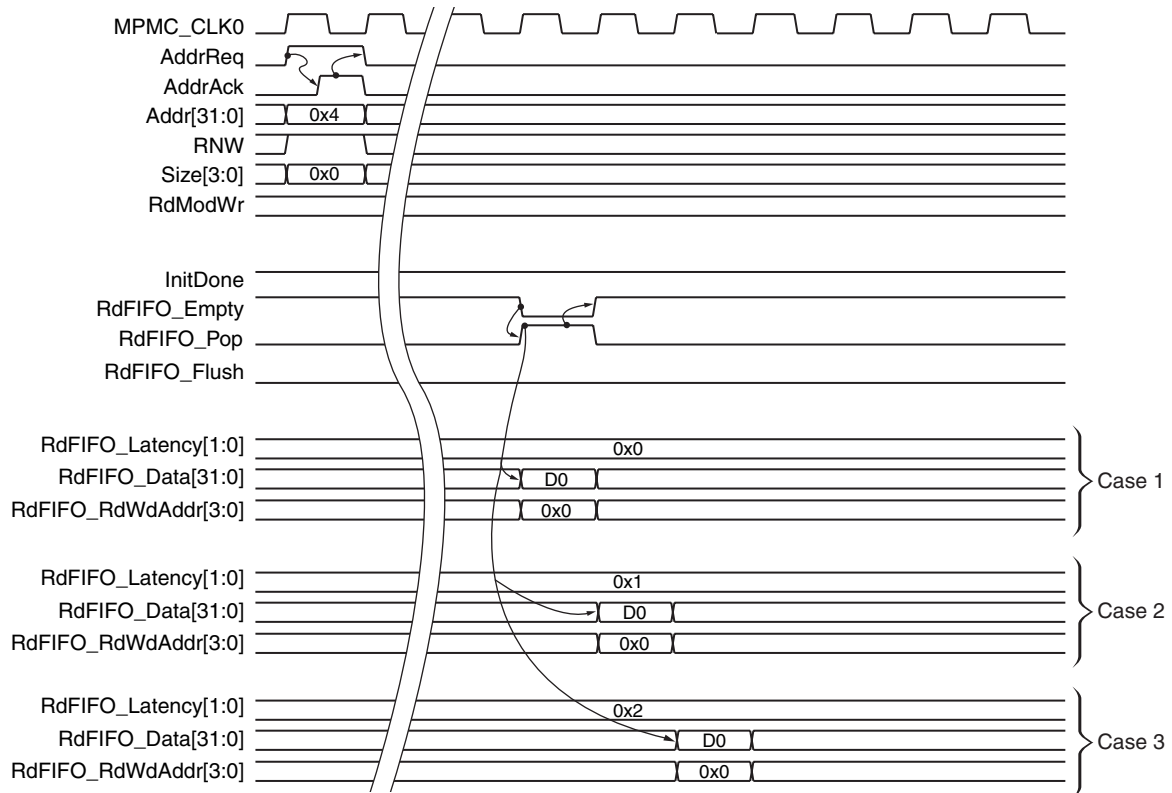 MPMC_CLK0
AddrReq
AddrAck
Addr[31:0] 0x4
RNW
Size[3:0] 0x0
RdModWr
InitDone
RdFIFO_Empty
RdFIFO_Pop
RdFIFO_Flush
RdFIFO_Latency[1:0] 0x0
RdFIFO_Data[31:0] D0 Case 1
RdFIFO_RdWdAddr[3:0] 0x0
RdFIFO_Latency[1:0] 0x1
RdFIFO_Data[31:0] D0 Case 2
RdFIFO_RdWdAddr[3:0] 0x0
RdFIFO_Latency[1:0] 0x2
RdFIFO_Data[31:0] D0 Case 3
RdFIFO_RdWdAddr[3:0] 0x0